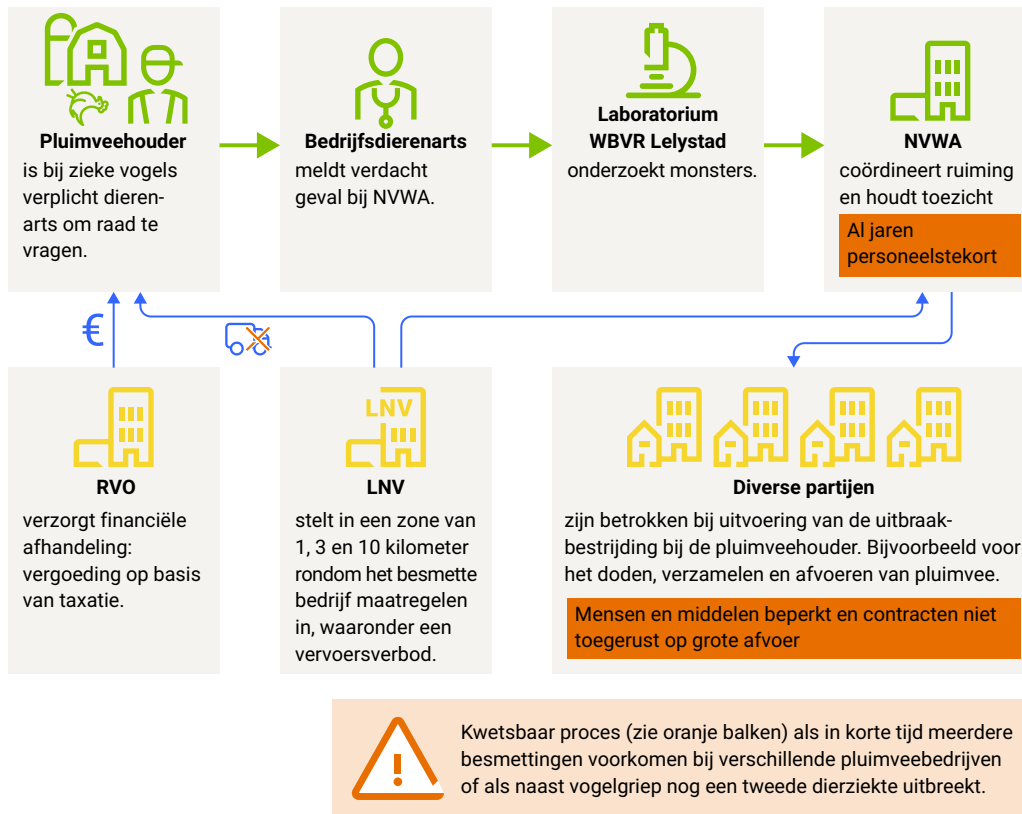 Pluimveehouder
is bij zieke vogels
verplicht dieren-
arts om raad te
vragen.
Bedrijfsdierenarts
meldt verdacht
geval bij NVWA.
Laboratorium
WBVR Lelystad
onderzoekt monsters.
NVWA
coördineert ruiming
en houdt toezicht
Al jaren
personeelstekort
€
RVO
verzorgt financiële
afhandeling:
vergoeding op basis
van taxatie.
LNV
LNV
stelt in een zone van
1, 3 en 10 kilometer
rondom het besmette
bedrijf maatregelen
in, waaronder een
vervoersverbod.
Diverse partijen
zijn betrokken bij uitvoering van de uitbraak-
bestrijding bij de pluimveehouder. Bijvoorbeeld voor
het doden, verzamelen en afvoeren van pluimvee.
Mensen en middelen beperkt en contracten niet
toegerust op grote afvoer
Kwetsbaar proces (zie oranje balken) als in korte tijd meerdere
besmettingen voorkomen bij verschillende pluimveebedrijven
of als naast vogelgriep nog een tweede dierziekte uitbreekt.